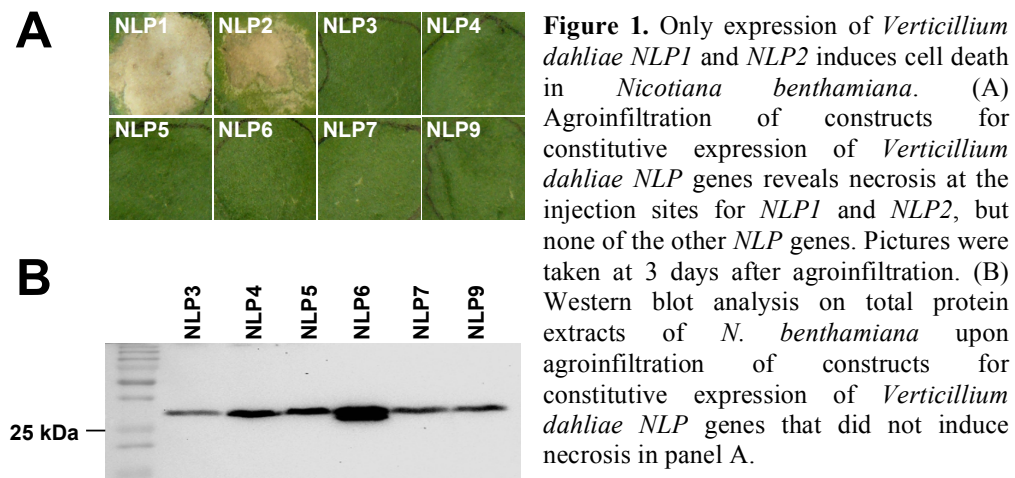 A
NLP1 NLP2 NLP3 NLP4
NLP5 NLP6 NLP7 NLP9
B
NLP3 NLP4 NLP5 NLP6 NLP7 NLP9
25 kDa
Figure 1. Only expression of Verticillium
dahliae NLP1 and NLP2 induces cell death
in Nicotiana benthamiana. (A)
Agroinfiltration of constructs for
constitutive expression of Verticillium
dahliae NLP genes reveals necrosis at the
injection sites for NLP1 and NLP2, but
none of the other NLP genes. Pictures were
taken at 3 days after agroinfiltration. (B)
Western blot analysis on total protein
extracts of N. benthamiana upon
agroinfiltration of constructs for
constitutive expression of Verticillium
dahliae NLP genes that did not induce
necrosis in panel A.